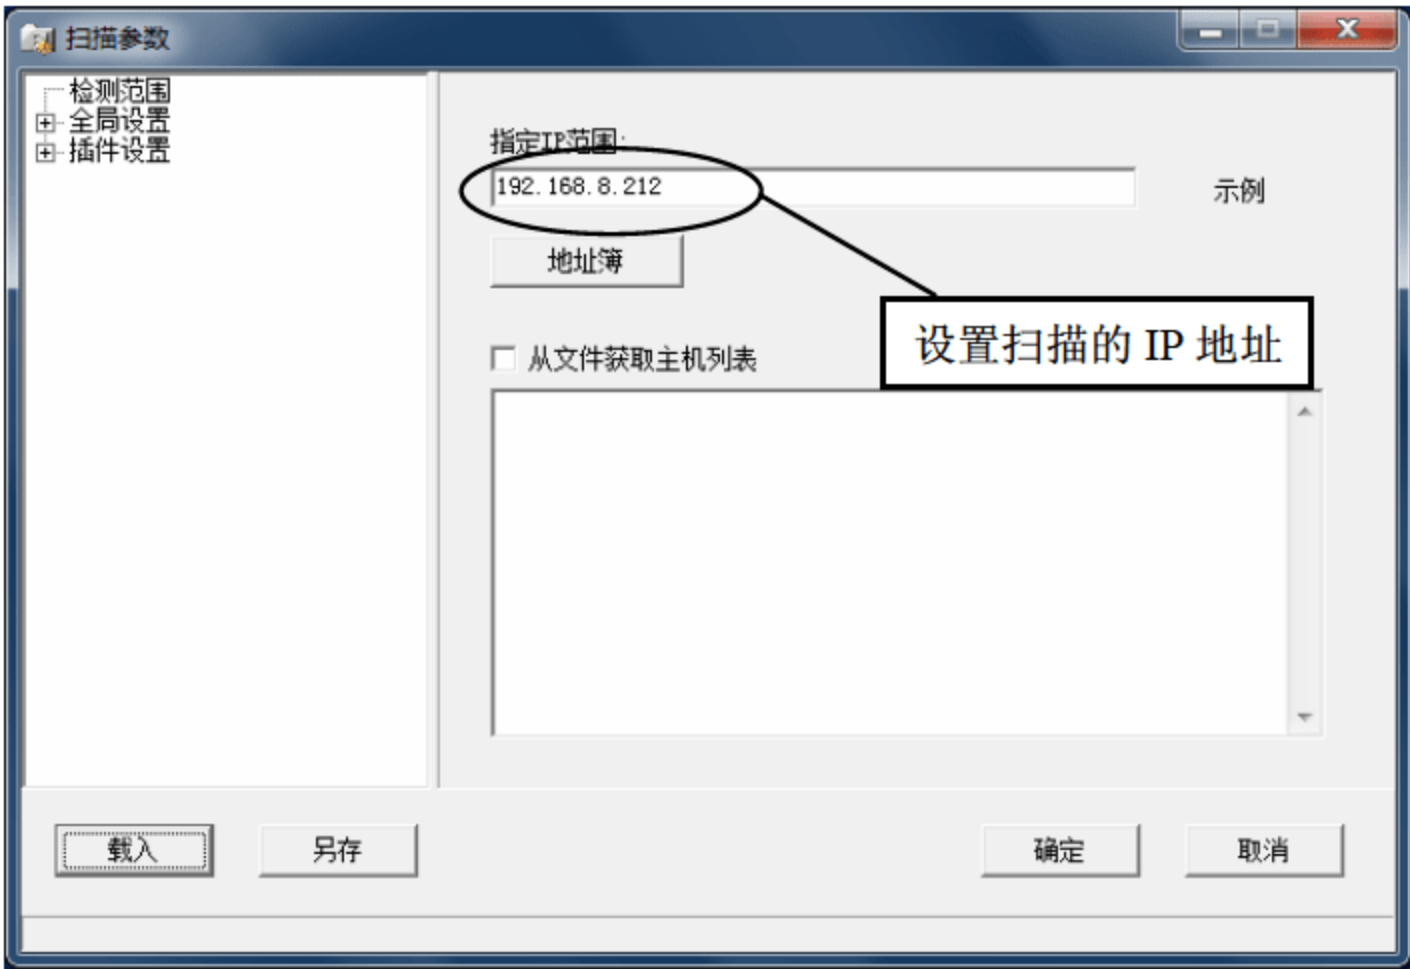 扫描参数
检测范围
全局设置
插件设置
指定IP范围:
192.168.8.212
示例
地址簿
设置扫描的 IP 地址
从文件获取主机列表
载入
另存
确定
取消